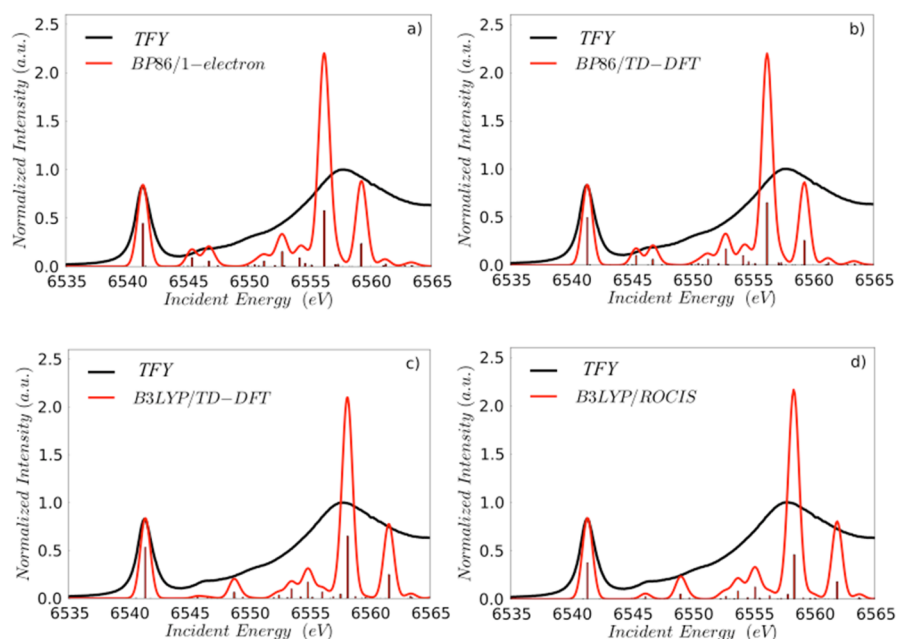 a)
TFY
BP86/1−electron
Normalized Intensity (a.u.)
2.5
2.0
1.5
1.0
0.5
0.0
6535 6540 6545 6550 6555 6560 6565
Incident Energy (eV)
b)
TFY
BP86/TD−DFT
Normalized Intensity (a.u.)
2.5
2.0
1.5
1.0
0.5
0.0
6535 6540 6545 6550 6555 6560 6565
Incident Energy (eV)
c)
TFY
B3LYP/TD−DFT
Normalized Intensity (a.u.)
2.5
2.0
1.5
1.0
0.5
0.0
6535 6540 6545 6550 6555 6560 6565
Incident Energy (eV)
d)
TFY
B3LYP/ROCIS
Normalized Intensity (a.u.)
2.5
2.0
1.5
1.0
0.5
0.0
6535 6540 6545 6550 6555 6560 6565
Incident Energy (eV)